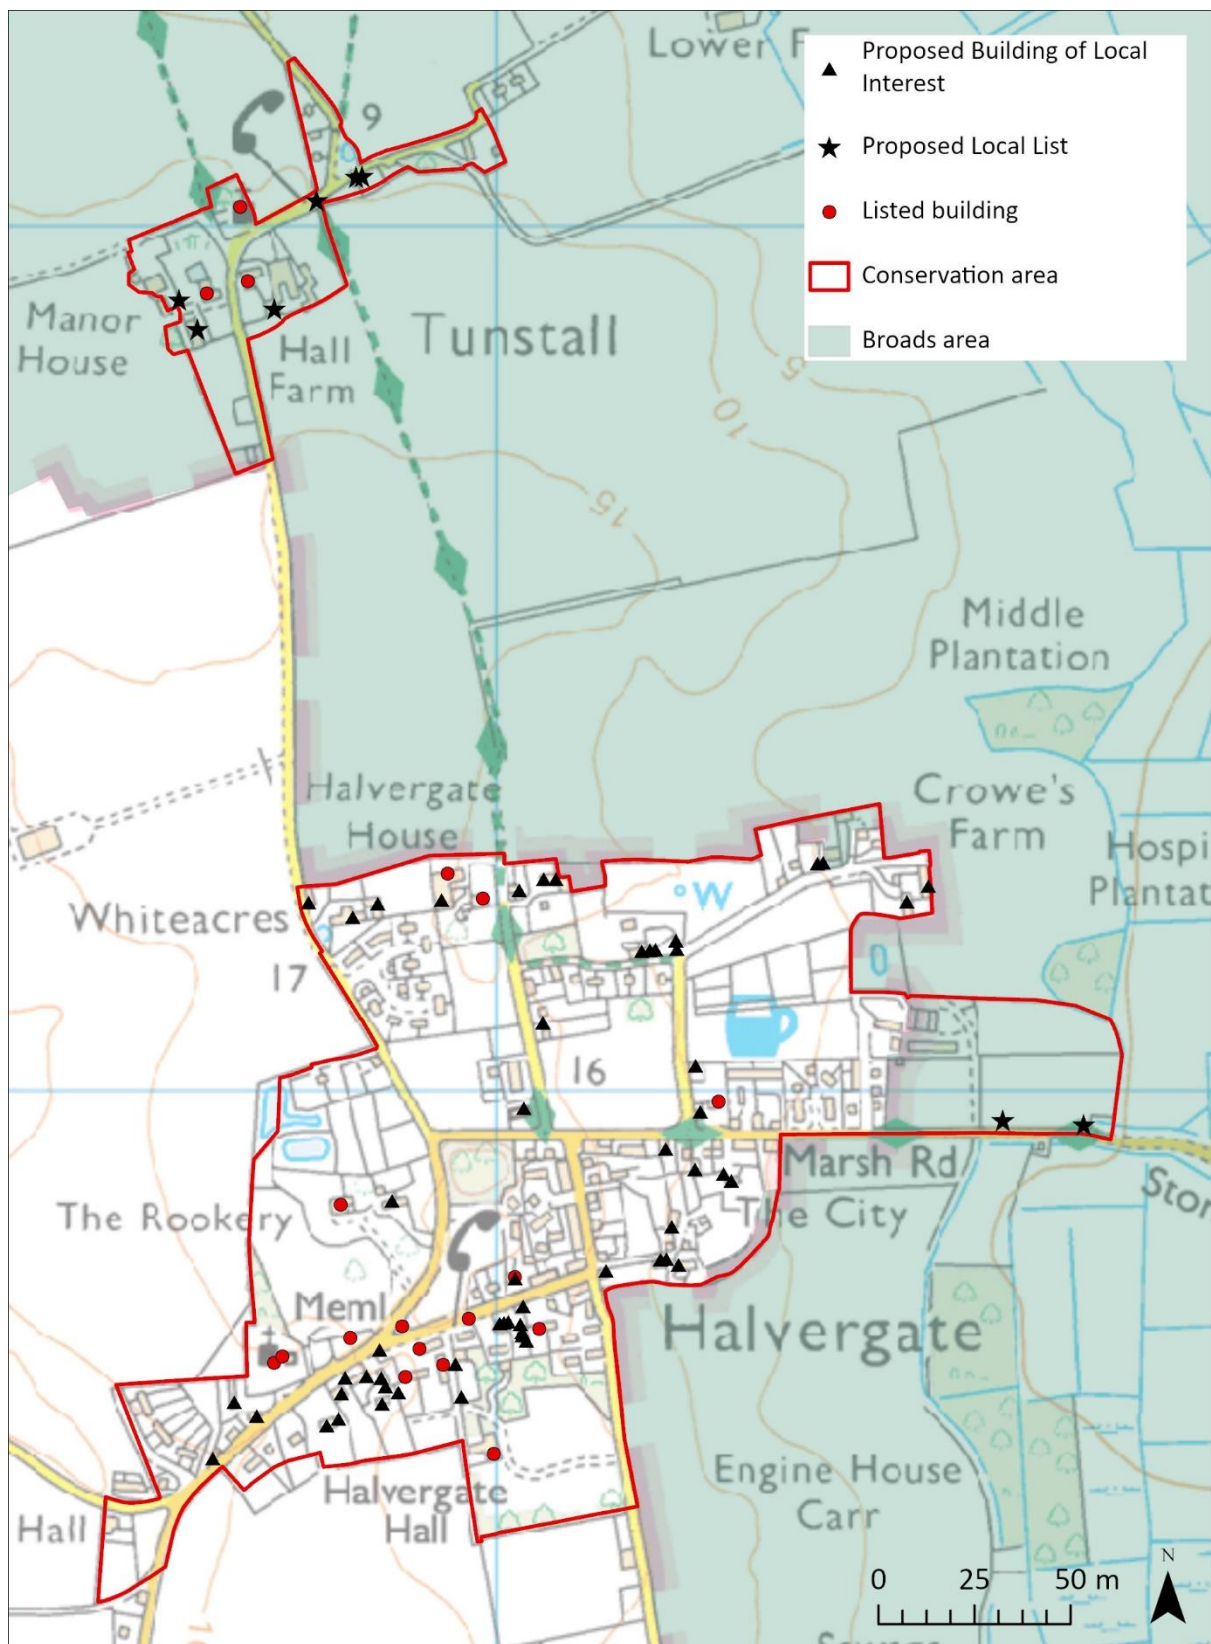 Lower F
Proposed Building of Local
Interest
Proposed Local List
Listed building
Conservation area
Broads area
9
Manor
House
Hall
Farm
Tunstall
5
10
15
Middle
Plantation
Halvergate
House
Crowe's
Farm
Hospi
Plantat
W
Whiteacres
17
16
Marsh Rd
The City
Stor
The Rookery
Meml
Halvergate
Engine House
Carr
Halvergate
Hall
Hall
N
0 25 50 m